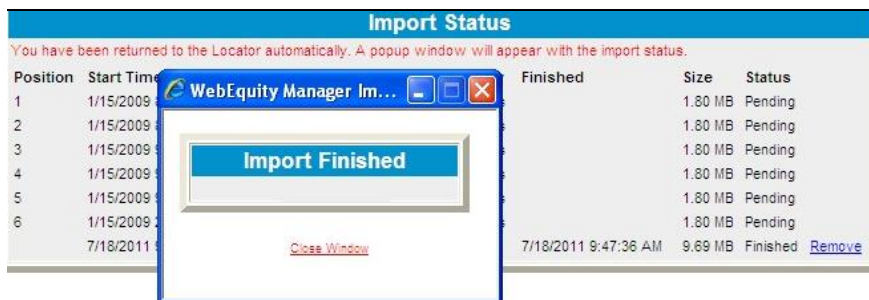 Import Status
You have been returned to the Locator automatically. A popup window will appear with the import status.
Position Start Time Finished Size Status
1 1/15/2009 1.80 MB Pending
2 1/15/2009 1.80 MB Pending
3 1/15/2009 1.80 MB Pending
4 1/15/2009 1.80 MB Pending
5 1/15/2009 1.80 MB Pending
6 1/15/2009 1.80 MB Pending
7/18/2011 7/18/2011 9:47:36 AM 9.69 MB Finished Remove
WebEquity Manager Im...
Import Finished
Close Window